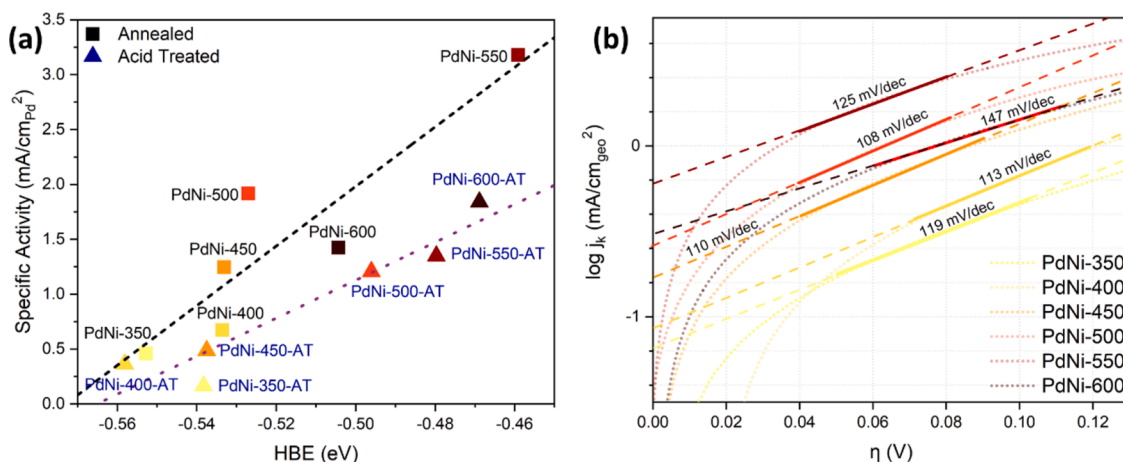 (a)
Specific Activity (mA/cm_Pd^2)
3.5
3.0
2.5
2.0
1.5
1.0
0.5
0.0
Annealed
Acid Treated
PdNi-550
PdNi-500
PdNi-600-AT
PdNi-450
PdNi-600
PdNi-550-AT
PdNi-500-AT
PdNi-400
PdNi-350
PdNi-450-AT
PdNi-400-AT
PdNi-350-AT
-0.56
-0.54
-0.52
-0.50
-0.48
-0.46
HBE (eV)
(b)
log j_k (mA/cm_geo^2)
0
-1
125 mV/dec
108 mV/dec
147 mV/dec
113 mV/dec
110 mV/dec
119 mV/dec
PdNi-350
PdNi-400
PdNi-450
PdNi-500
PdNi-550
PdNi-600
0.00
0.02
0.04
0.06
0.08
0.10
0.12
η (V)